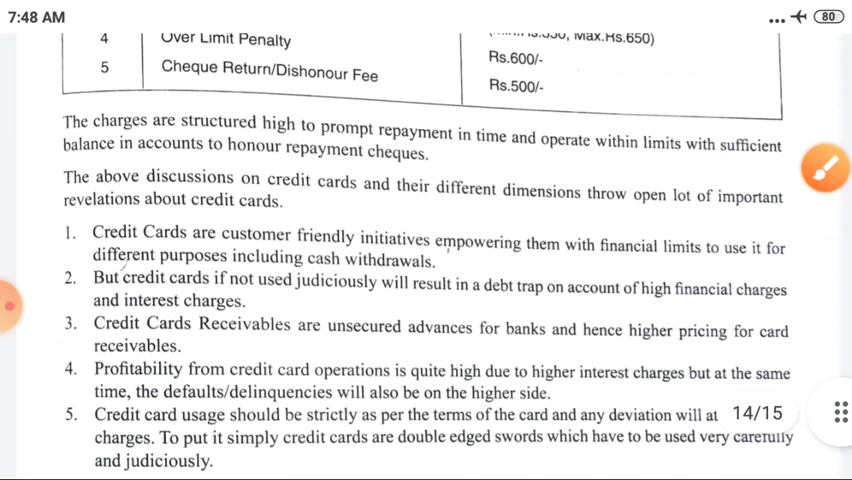 7:48 AM
80
4 Over Limit Penalty Max.Rs.650)
Rs.600/-
5 Cheque Return/Dishonour Fee
Rs.500/-
The charges are structured high to prompt repayment in time and operate within limits with sufficient
balance in accounts to honour repayment cheques.
The above discussions on credit cards and their different dimensions throw open lot of important
revelations about credit cards.
1. Credit Cards are customer friendly initiatives empowering them with financial limits to use it for
different purposes including cash withdrawals.
2. But credit cards if not used judiciously will result in a debt trap on account of high financial charges
and interest charges.
3. Credit Cards Receivables are unsecured advances for banks and hence higher pricing for card
receivables.
4. Profitability from credit card operations is quite high due to higher interest charges but at the same
time, the defaults/delinquencies will also be on the higher side.
5. Credit card usage should be strictly as per the terms of the card and any deviation will at
14/15
charges. To put it simply credit cards are double edged swords which have to be used very carefully
and judiciously.